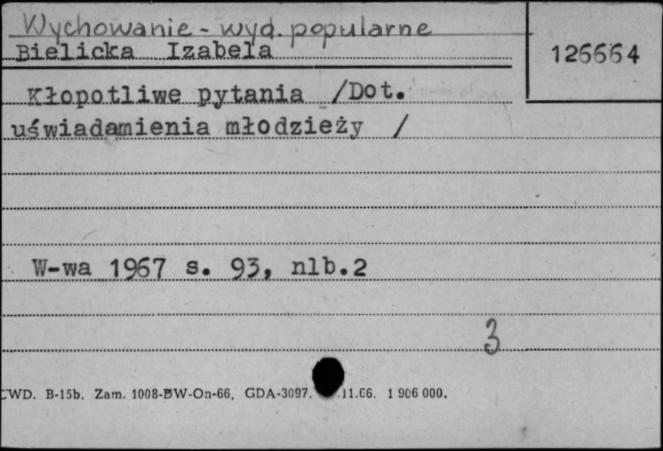 Wychowanie - wyd. popularne
Bielicka Izabela
126664
Kłopotliwe pytania /Dot.
uświadamienia młodzieży /
W-wa 1967 s. 93, nlb.2
3
CWD. B-15b. Zam. 1008-BW-On-66. GDA-3097. .11.66. 1 906 000.